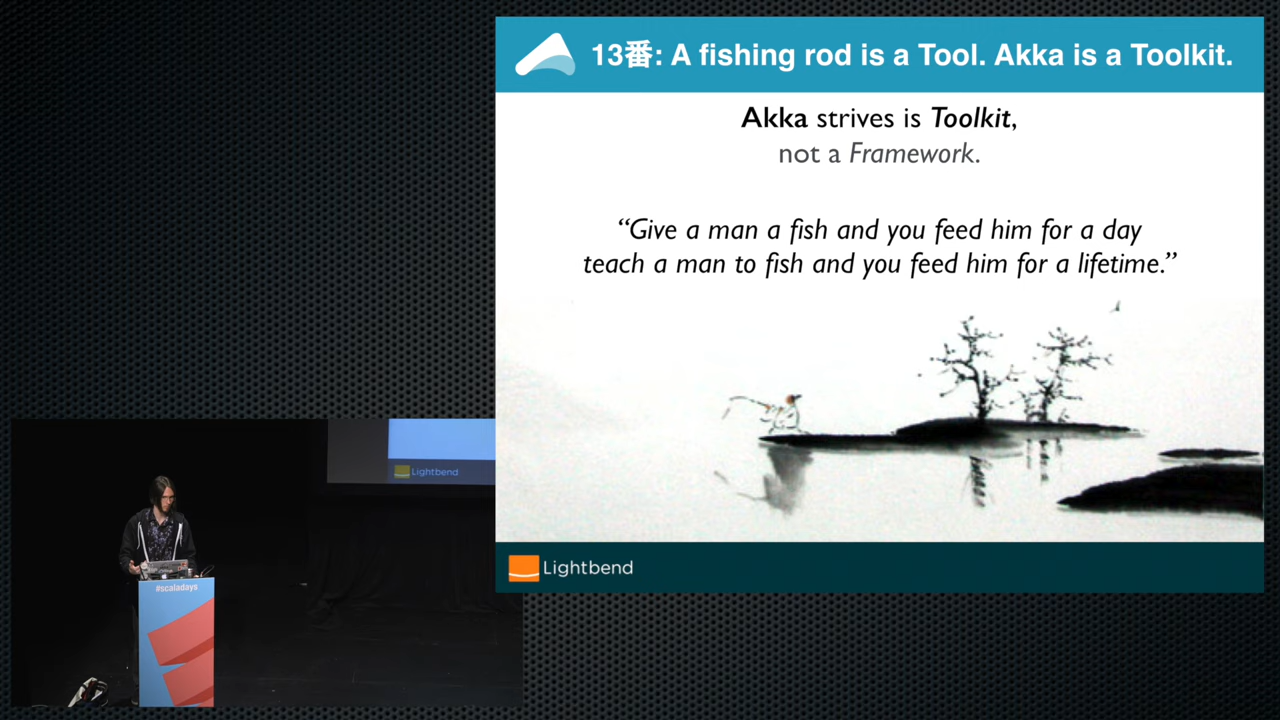 13番: A fishing rod is a Tool. Akka is a Toolkit.
Akka strives is Toolkit,
not a Framework.
“Give a man a fish and you feed him for a day
teach a man to fish and you feed him for a lifetime.”
Lightbend
Lightbend
#scaladays